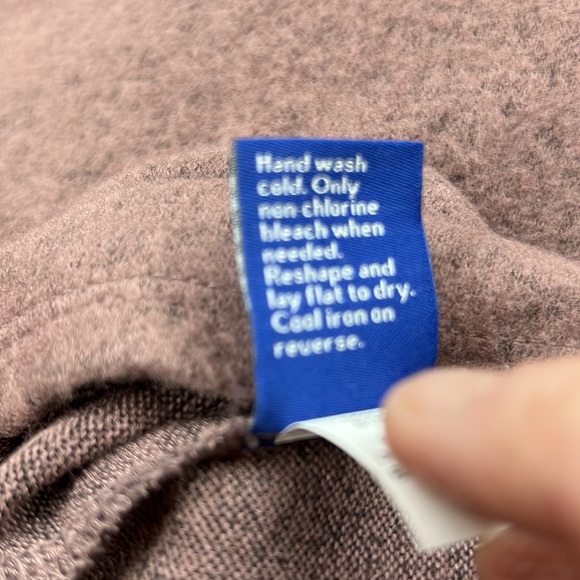 Hand wash
cold. Only
non-chlorine
bleach when
needed.
Reshape and
lay flat to dry.
Cool iron on
reverse.